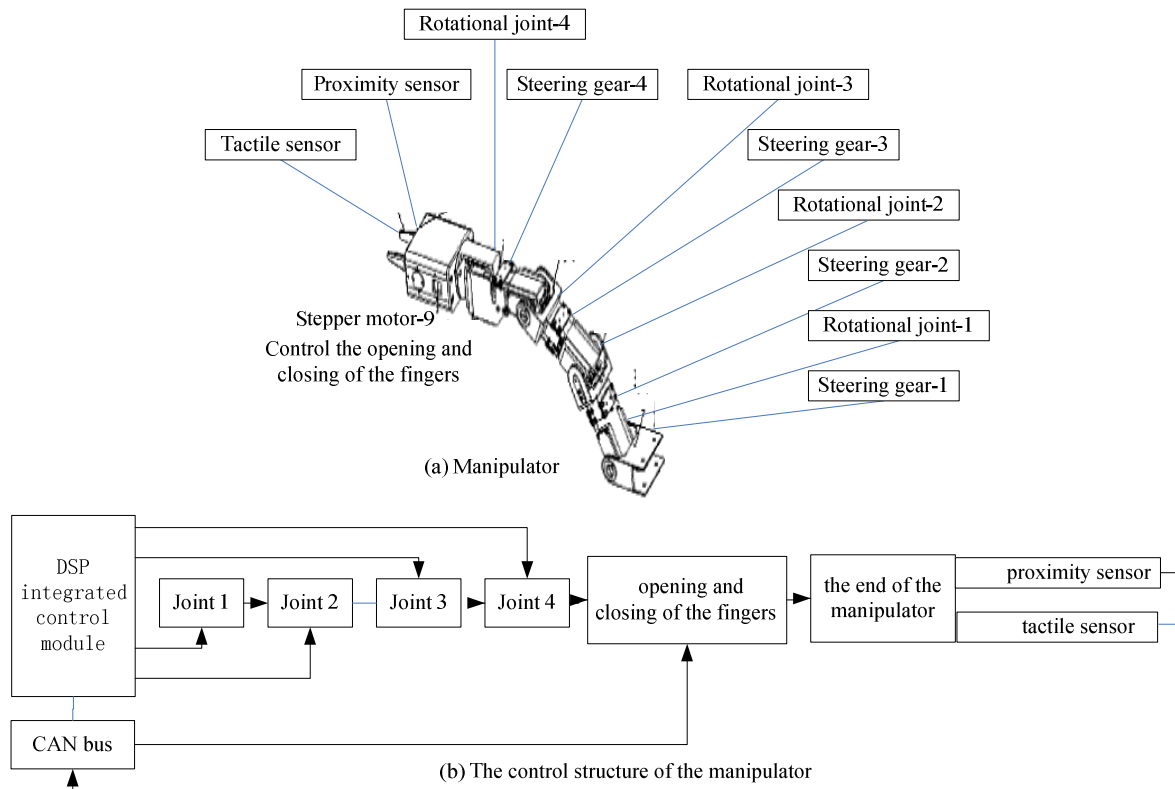 Rotational joint-4
Proximity sensor
Steering gear-4
Rotational joint-3
Tactile sensor
Steering gear-3
Rotational joint-2
Steering gear-2
Stepper motor-9
Control the opening and
closing of the fingers
Rotational joint-1
Steering gear-1
(a) Manipulator
DSP
integrated
control
module
Joint 1
Joint 2
Joint 3
Joint 4
opening and
closing of the fingers
the end of the
manipulator
proximity sensor
tactile sensor
CAN bus
(b) The control structure of the manipulator